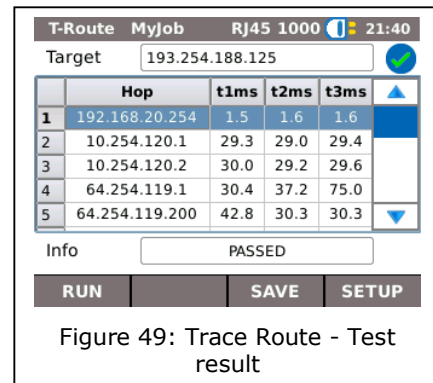 T-Route MyJob RJ45 1000 21:40
Target 193.254.188.125
Hop t1ms t2ms t3ms
1 192.168.20.254 1.5 1.6 1.6
2 10.254.120.1 29.3 29.0 29.4
3 10.254.120.2 30.0 29.2 29.6
4 64.254.119.1 30.4 37.2 75.0
5 64.254.119.200 42.8 30.3 30.3
Info PASSED
RUN SAVE SETUP
Figure 49: Trace Route - Test
result